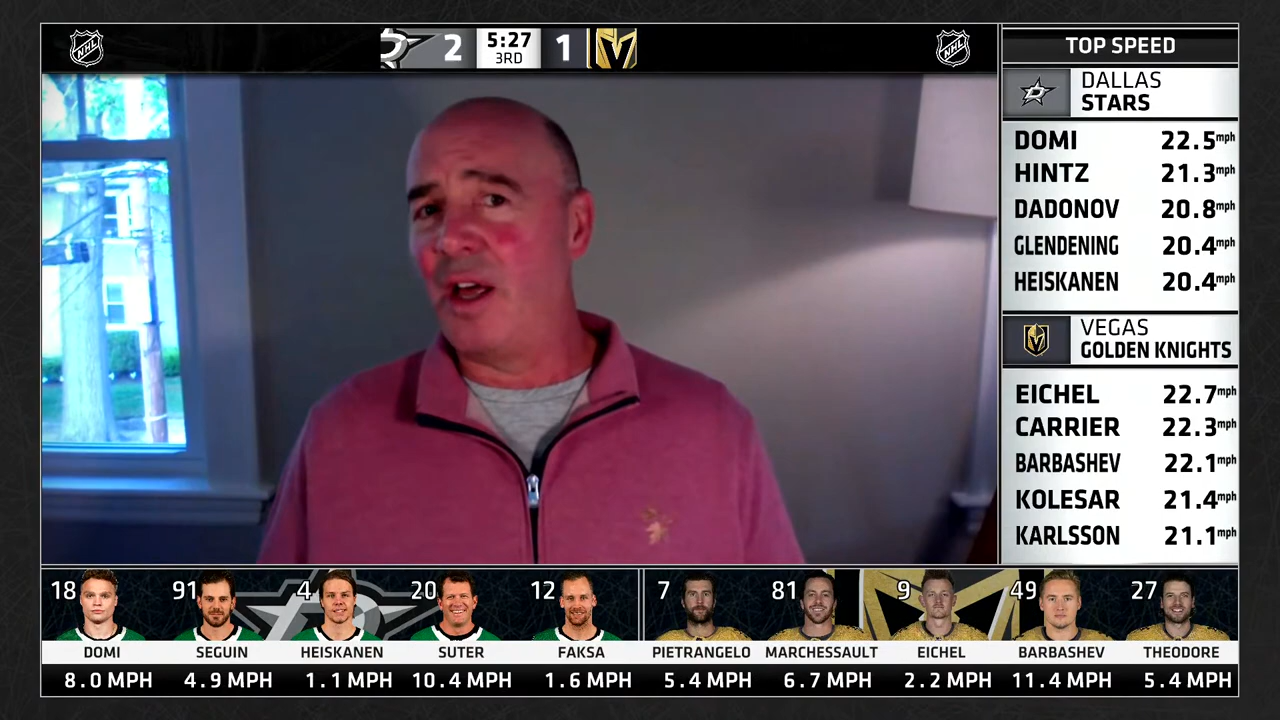 NHL
2
5:27
3RD
1
NHL
TOP SPEED
DALLAS
STARS
DOMI 22.5mph
HINTZ 21.3mph
DADONOV 20.8mph
GLENDENING 20.4mph
HEISKANEN 20.4mph
VEGAS
GOLDEN KNIGHTS
EICHEL 22.7mph
CARRIER 22.3mph
BARBASHEV 22.1mph
KOLESAR 21.4mph
KARLSSON 21.1mph
18 91 4 20 12 7 81 9 49 27
DOMI SEGUIN HEISKANEN SUTER FAKSA PIETRANGELO MARCHESSAULT EICHEL BARBASHEV THEODORE
8.0 MPH 4.9 MPH 1.1 MPH 10.4 MPH 1.6 MPH 5.4 MPH 6.7 MPH 2.2 MPH 11.4 MPH 5.4 MPH